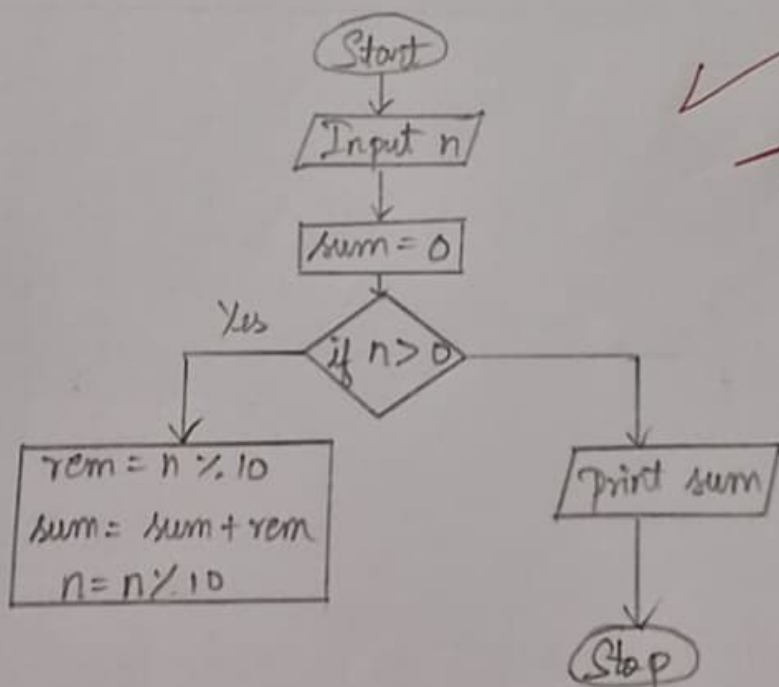 Start
Input n
sum = 0
Yes
if n > 0
rem = n % 10
sum = sum + rem
n = n % 10
print sum
Stop